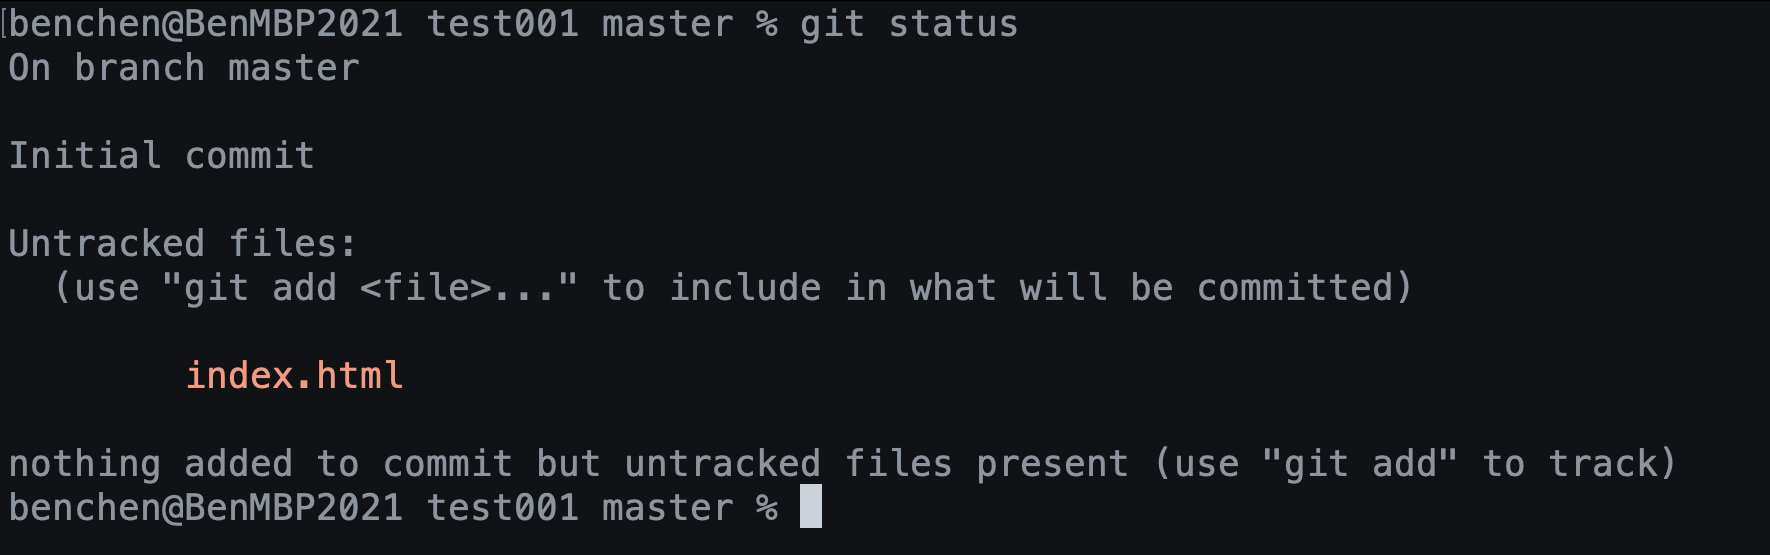 [benchen@BenMBP2021 test001 master % git status
On branch master
Initial commit
Untracked files:
(use "git add <file>..." to include in what will be committed)
index.html
nothing added to commit but untracked files present (use "git add" to track)
benchen@BenMBP2021 test001 master %